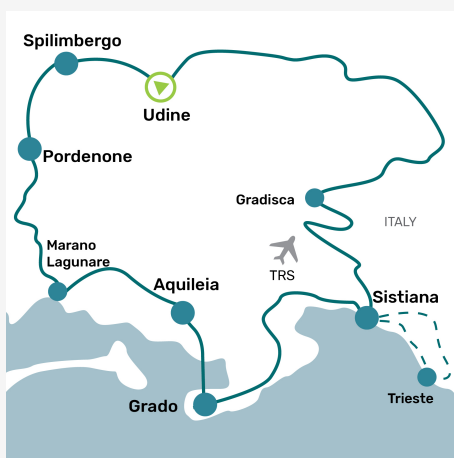 Spilimbergo
Udine
Pordenone
Gradisca
ITALY
Marano
Lagunare
TRS
Aquileia
Sistiana
Grado
Trieste